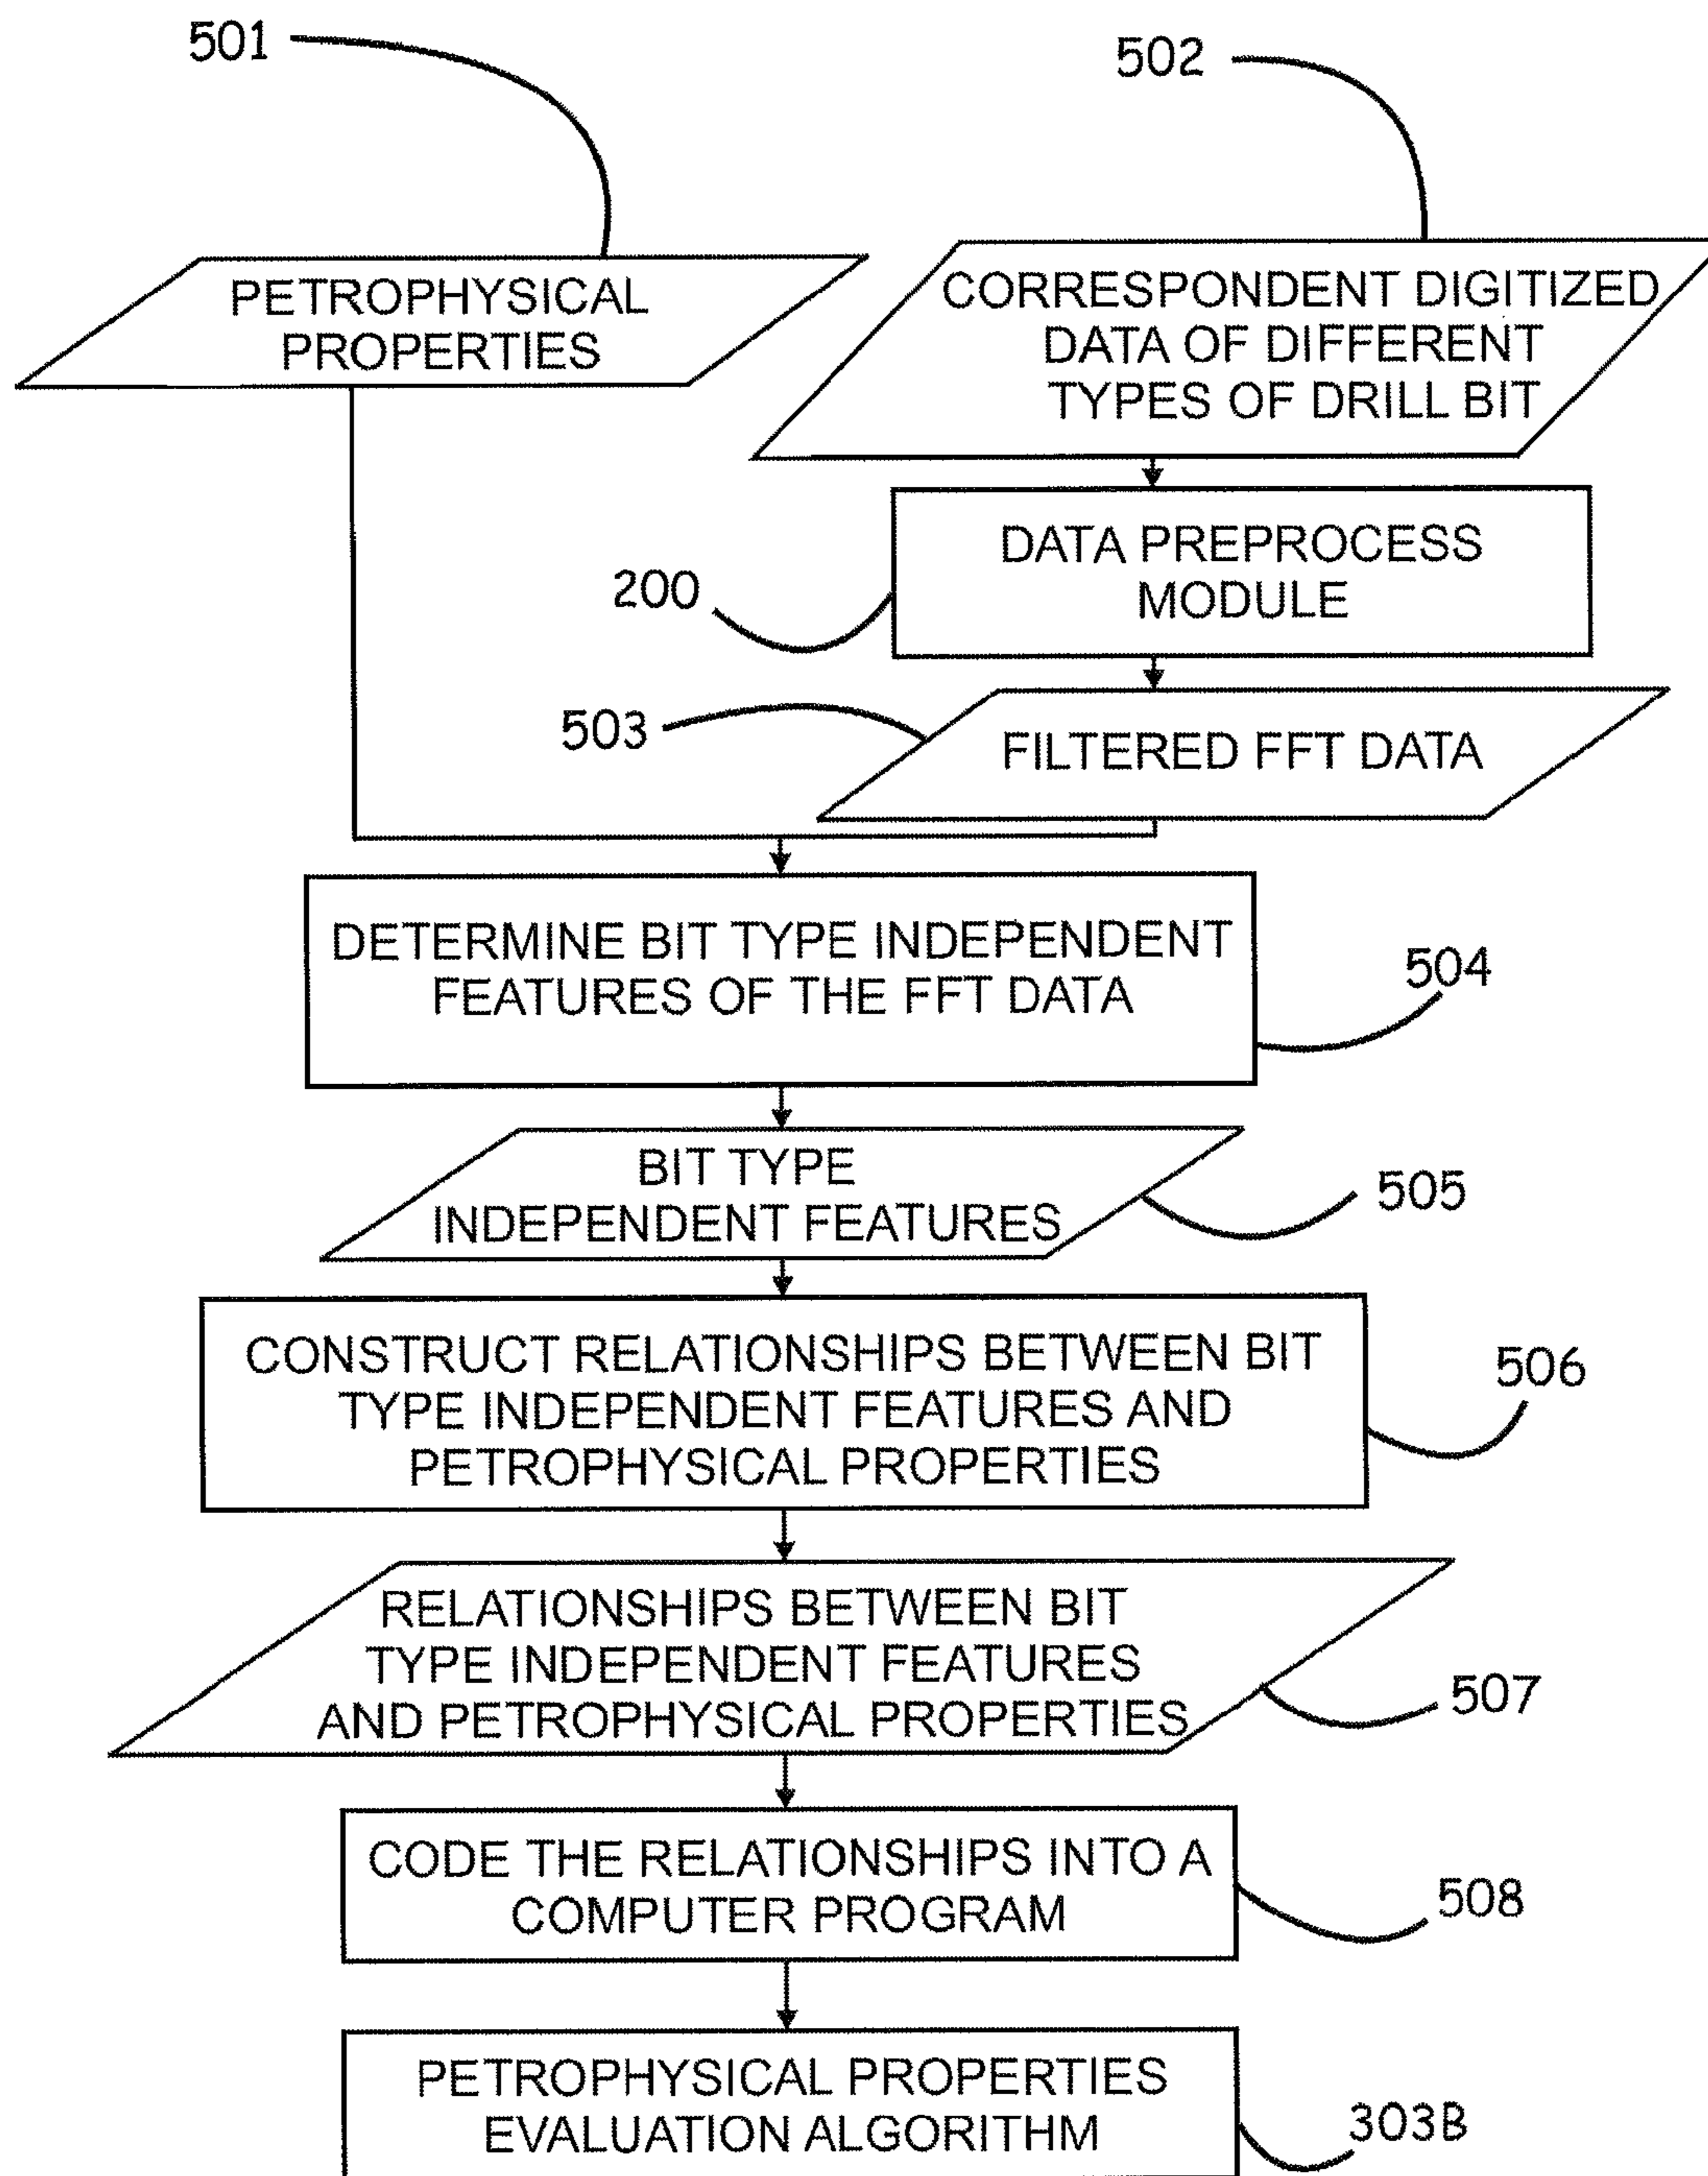 501
502
PETROPHYSICAL
PROPERTIES
CORRESPONDENT DIGITIZED
DATA OF DIFFERENT
TYPES OF DRILL BIT
DATA PREPROCESS
MODULE
200
503
FILTERED FFT DATA
DETERMINE BIT TYPE INDEPENDENT
FEATURES OF THE FFT DATA
504
BIT TYPE
INDEPENDENT FEATURES
505
CONSTRUCT RELATIONSHIPS BETWEEN BIT
TYPE INDEPENDENT FEATURES AND
PETROPHYSICAL PROPERTIES
506
RELATIONSHIPS BETWEEN BIT
TYPE INDEPENDENT FEATURES
AND PETROPHYSICAL PROPERTIES
507
CODE THE RELATIONSHIPS INTO A
COMPUTER PROGRAM
508
PETROPHYSICAL PROPERTIES
EVALUATION ALGORITHM
303B